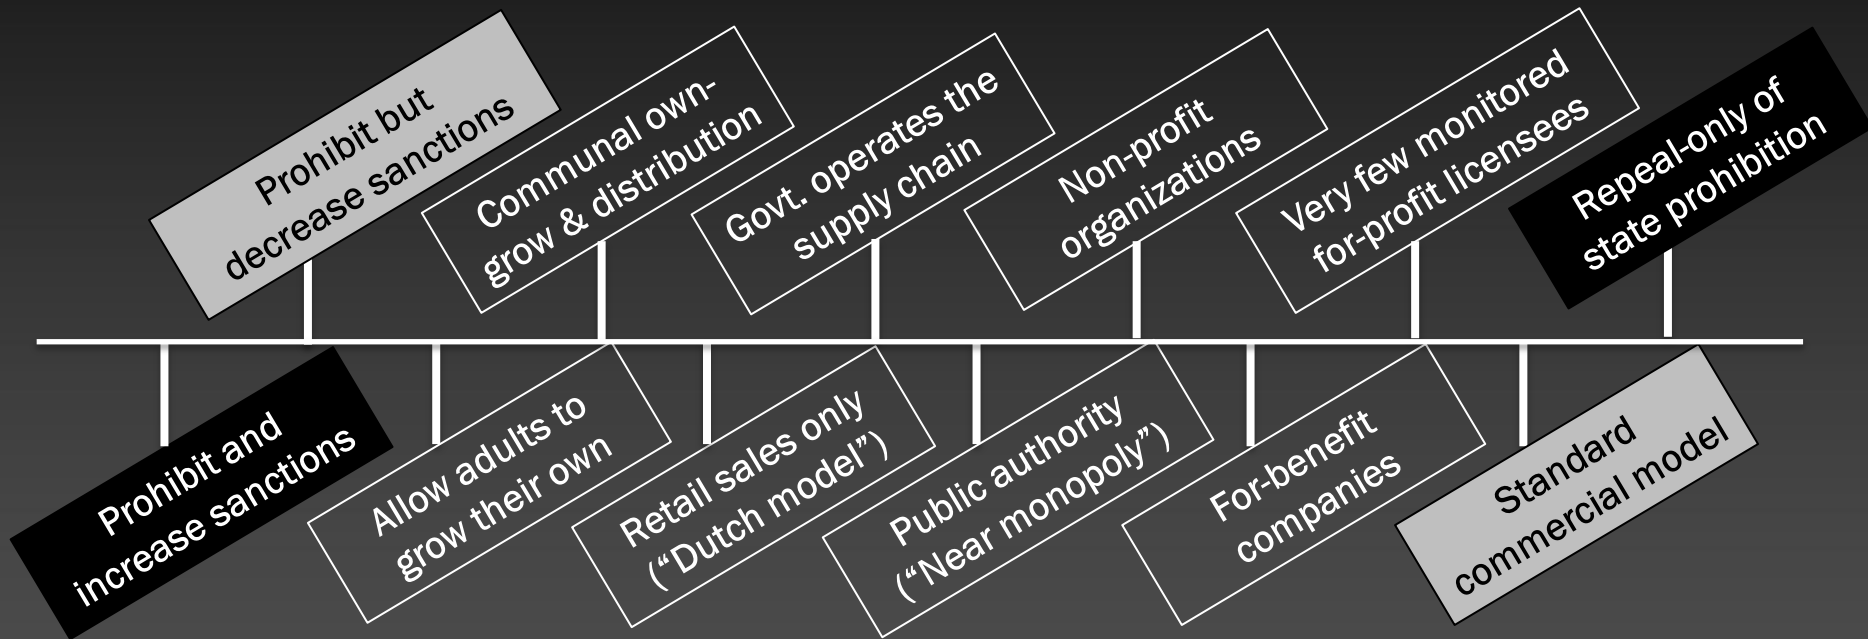 Prohibit but
decrease sanctions
Communal own-
grow & distribution
Govt. operates the
supply chain
Non-profit
organizations
Very few monitored
for-profit licensees
Repeal-only of
state prohibition
Prohibit and
increase sanctions
Allow adults to
grow their own
Retail sales only
(“Dutch model”)
Public authority
(“Near monopoly”)
For-benefit
companies
Standard
commercial model